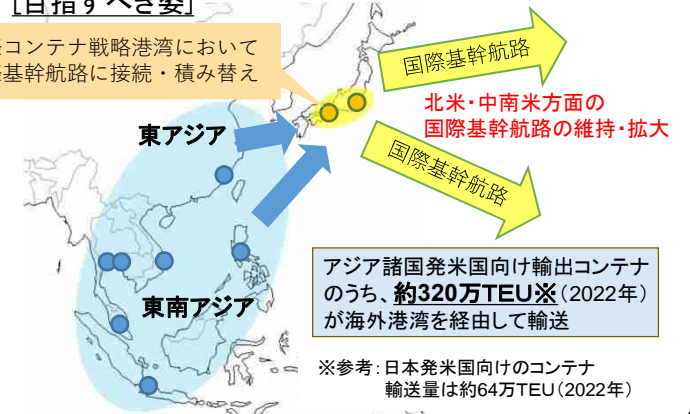 [目指すべき姿]
コンテナ戦略港湾において
基幹航路に接続・積み替え
国際基幹航路
北米・中南米方面の
国際基幹航路の維持・拡大
国際基幹航路
東アジア
東南アジア
アジア諸国発米国向け輸出コンテナ
のうち、約320万TEU※(2022年)
が海外港湾を経由して輸送
※参考:日本発米国向けのコンテナ
輸送量は約64万TEU(2022年)